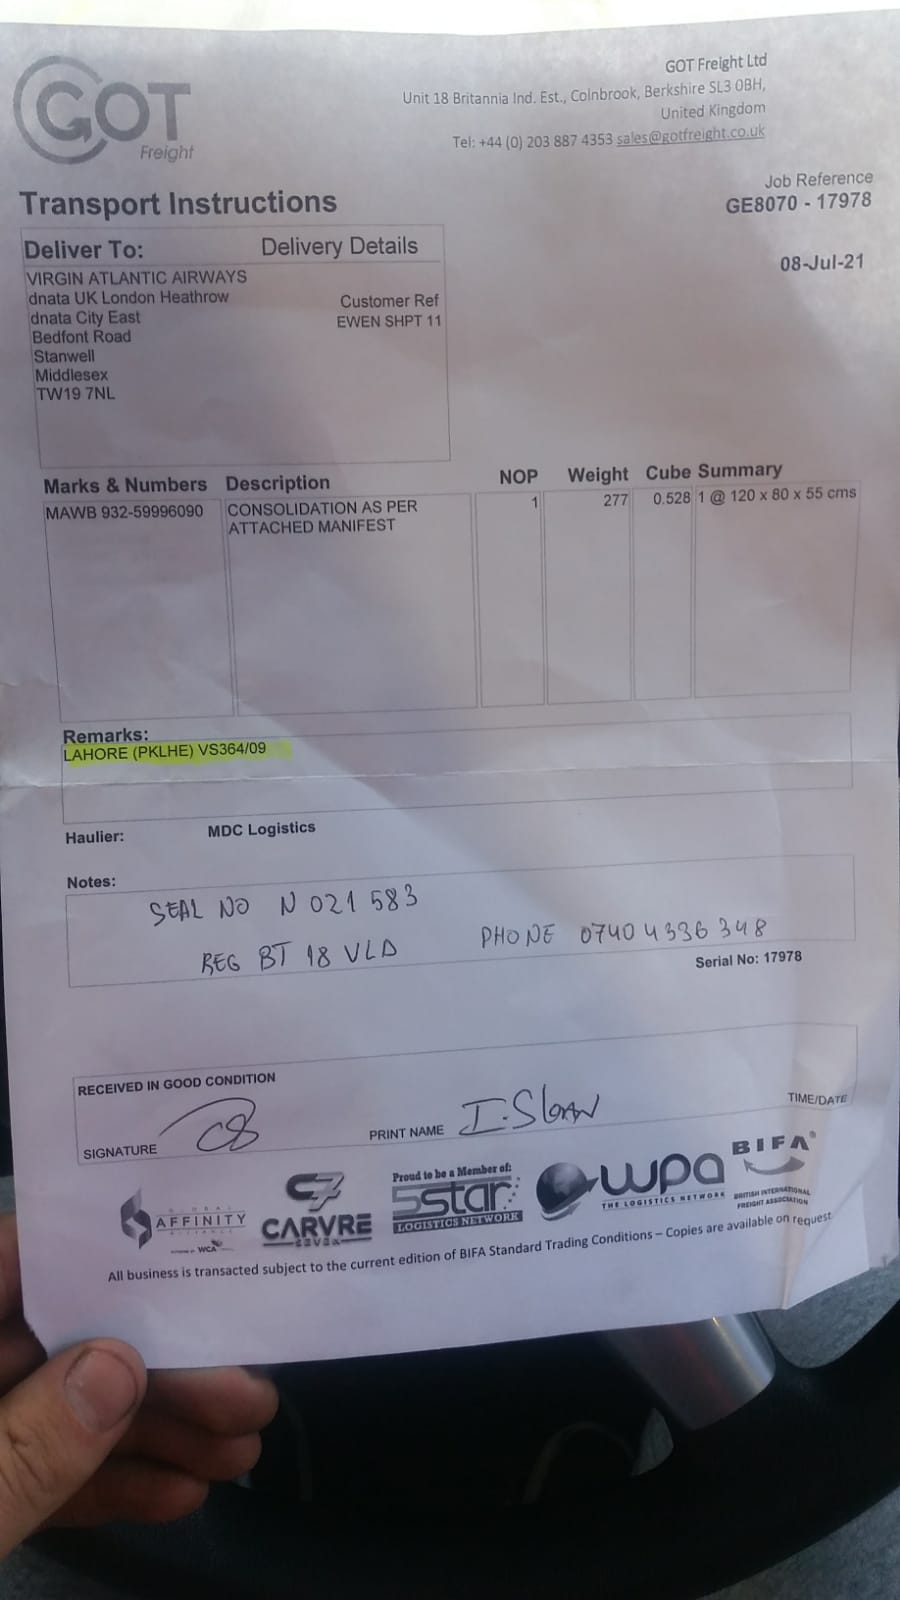 GOT
Freight
GOT Freight Ltd
Unit 18 Britannia Ind. Est., Colnbrook, Berkshire SL3 0BH,
United Kingdom
Tel: +44 (0) 203 887 4353 sales@gotfreight.co.uk
Transport Instructions
Job Reference
GE8070 - 17978
08-Jul-21
Deliver To: Delivery Details
VIRGIN ATLANTIC AIRWAYS
dnata UK London Heathrow
dnata City East
Bedfont Road
Stanwell
Middlesex
TW19 7NL
Customer Ref
EWEN SHPT 11
Marks & Numbers Description NOP Weight Cube Summary
MAWB 932-59996090 CONSOLIDATION AS PER 1 277 0.528 1 @ 120 x 80 x 55 cms
ATTACHED MANIFEST
Remarks:
LAHORE (PKLHE) VS364/09
Haulier: MDC Logistics
Notes:
SEAL NO N 021 583
REG BT 18 VLD PHONE 0740 4336 348
Serial No: 17978
RECEIVED IN GOOD CONDITION
SIGNATURE PRINT NAME I. Sloan TIME/DATE
GLOBAL
AFFINITY
ALLIANCE
WCA
C7
CARVRE
SEVEN
Proud to be a Member of:
5star
LOGISTICS NETWORK
wpa
THE LOGISTICS NETWORK
BIFA®
BRITISH INTERNATIONAL
FREIGHT ASSOCIATION
All business is transacted subject to the current edition of BIFA Standard Trading Conditions – Copies are available on request